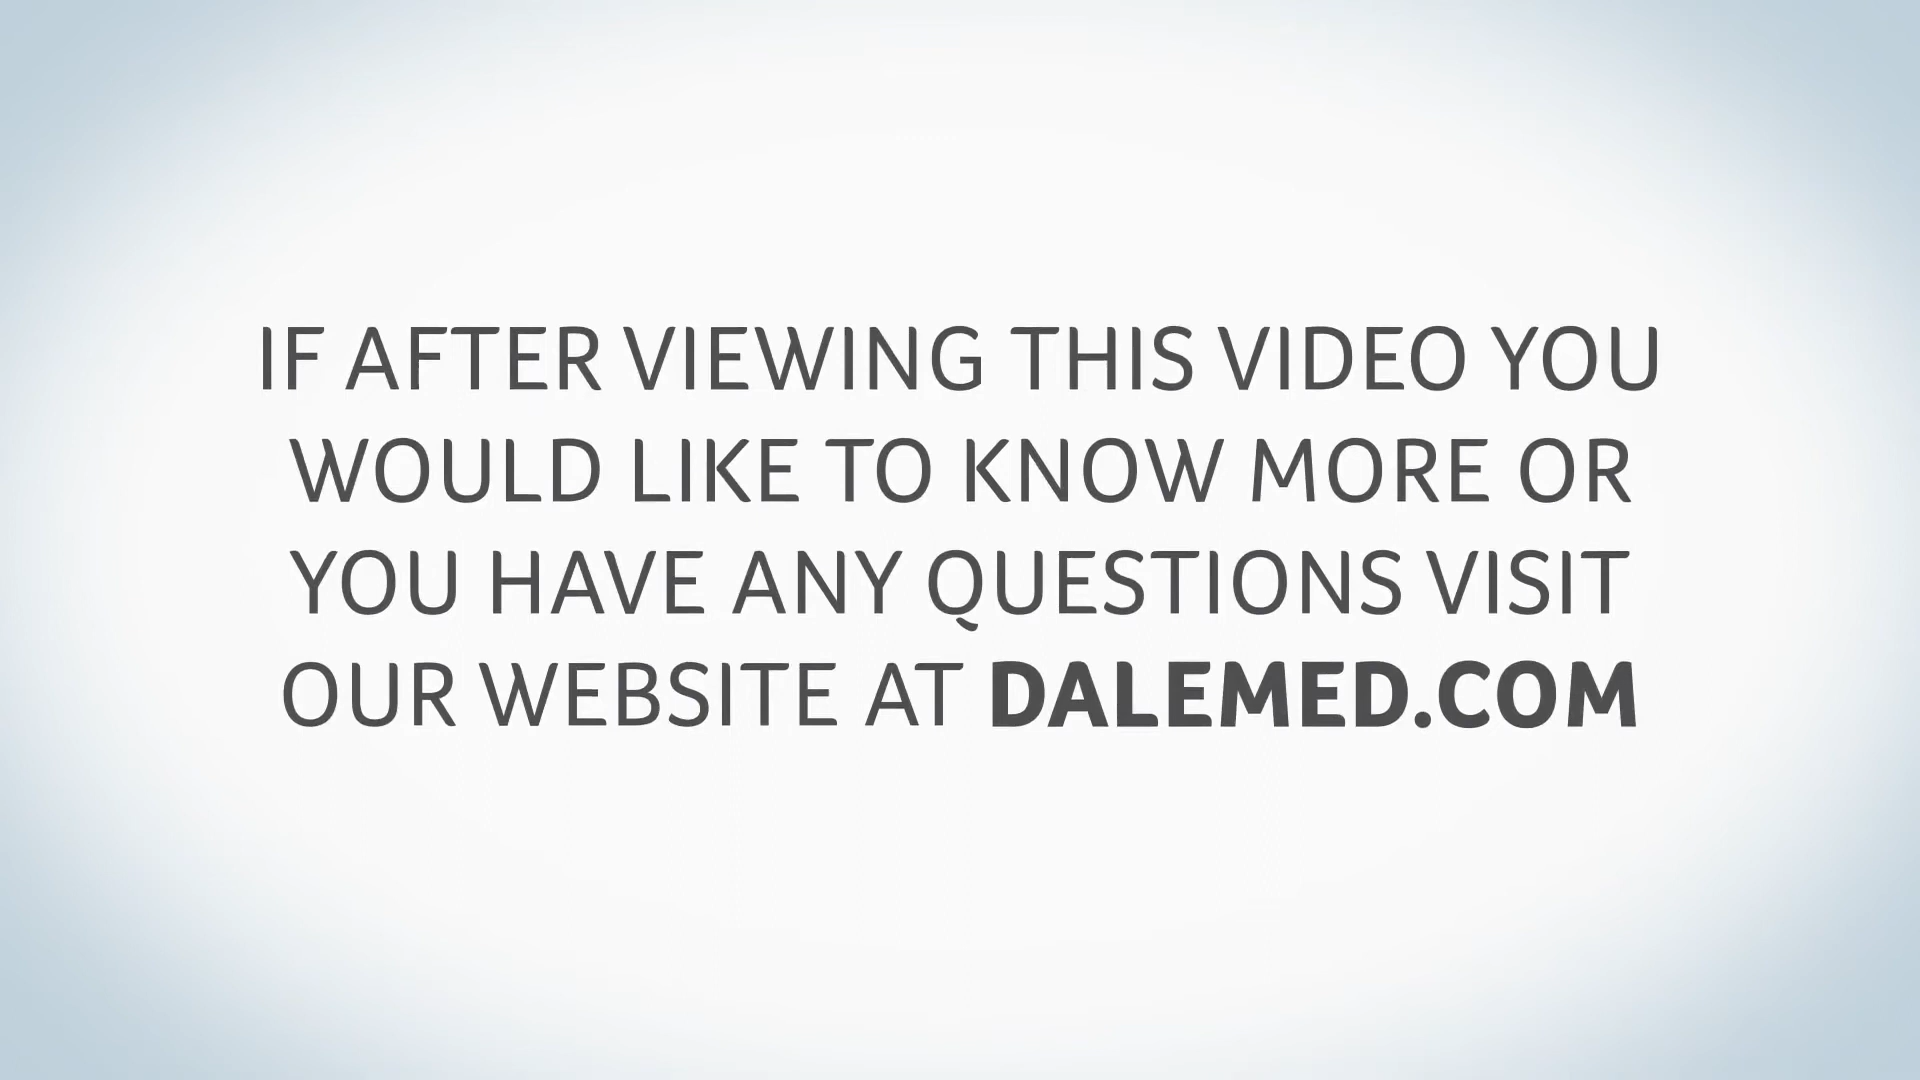 IF AFTER VIEWING THIS VIDEO YOU
WOULD LIKE TO KNOW MORE OR
YOU HAVE ANY QUESTIONS VISIT
OUR WEBSITE AT DALEMED.COM